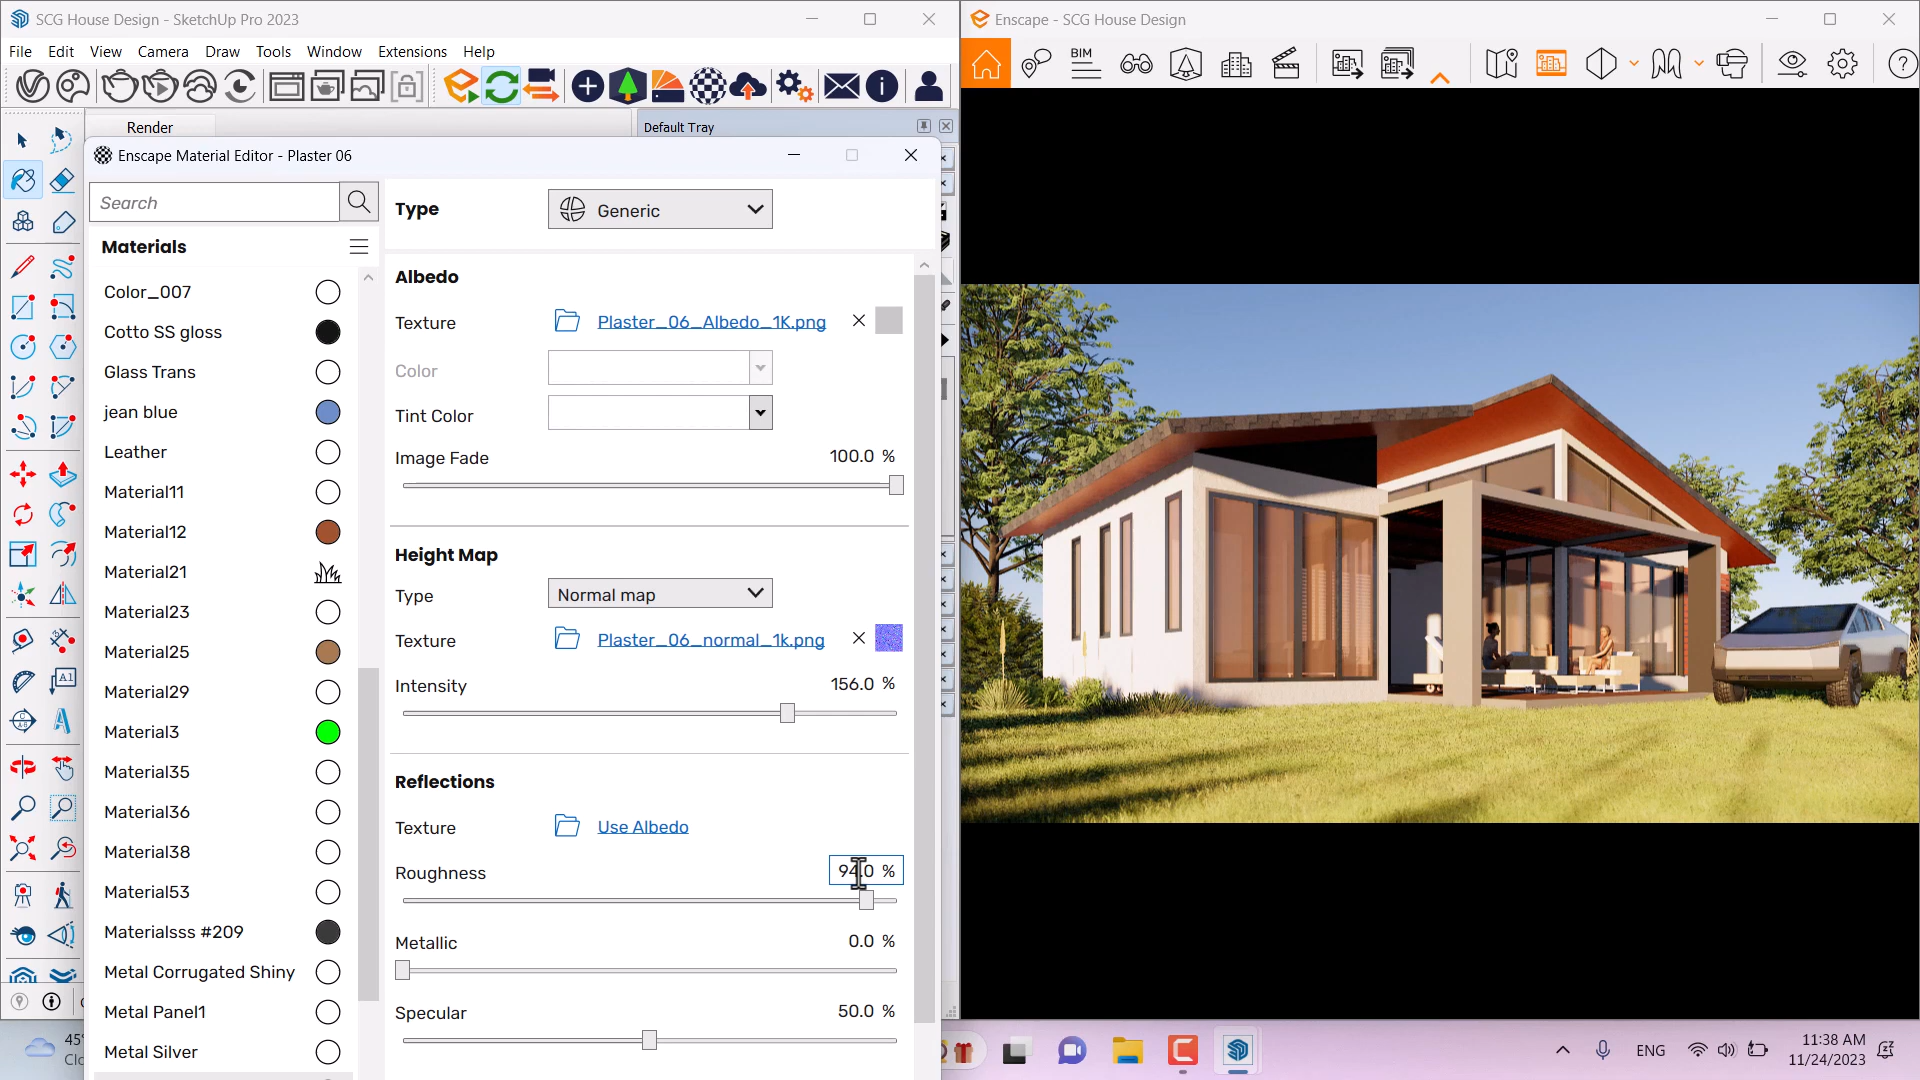 SCG House Design - SketchUp Pro 2023
File Edit View Camera Draw Tools Window Extensions Help
Render
Default Tray
Enscape Material Editor - Plaster 06
Search
Materials
Color_007
Cotto SS gloss
Glass Trans
jean blue
Leather
Material11
Material12
Material21
Material23
Material25
Material29
Material3
Material35
Material36
Material38
Material53
Materialsss #209
Metal Corrugated Shiny
Metal Panel1
Metal Silver
Type Generic
Albedo
Texture Plaster_06_Albedo_1K.png
Color
Tint Color
Image Fade 100.0 %
Height Map
Type Normal map
Texture Plaster_06_normal_1k.png
Intensity 156.0 %
Reflections
Texture Use Albedo
Roughness 94.0 %
Metallic 0.0 %
Specular 50.0 %
Enscape - SCG House Design
BIM
45°
ENG
11:38 AM
11/24/2023